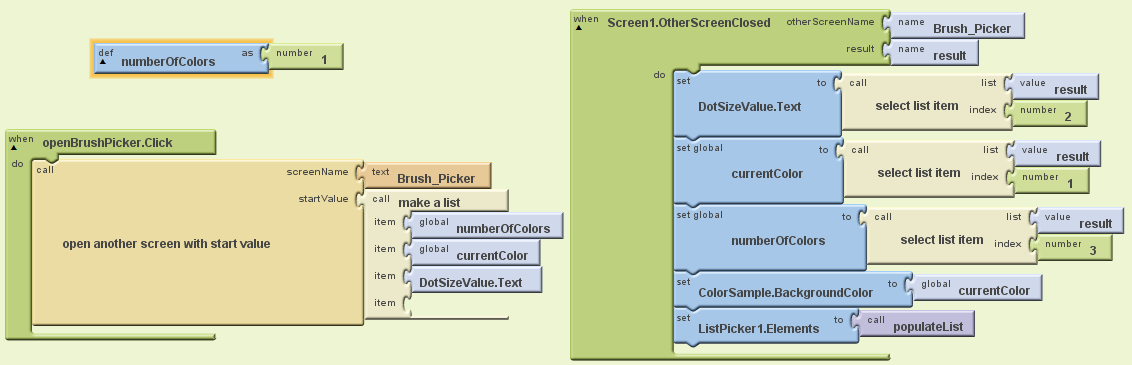 def numberOfColors as number 1
when openBrushPicker.Click
do
call open another screen with start value
screenName text Brush_Picker
startValue call make a list
item global numberOfColors
item global currentColor
item DotSizeValue.Text
item
when Screen1.OtherScreenClosed otherScreenName name Brush_Picker
result name result
do
set DotSizeValue.Text to call select list item list value result
index number 2
set global currentColor to call select list item list value result
index number 1
set global numberOfColors to call select list item list value result
index number 3
set ColorSample.BackgroundColor to global currentColor
set ListPicker1.Elements to call populateList